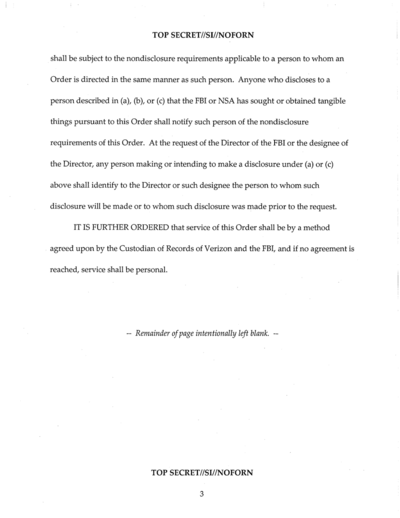 TOP SECRET//SI//NOFORN
shall be subject to the nondisclosure requirements applicable to a person to whom an
Order is directed in the same manner as such person. Anyone who discloses to a
person described in (a), (b), or (c) that the FBI or NSA has sought or obtained tangible
things pursuant to this Order shall notify such person of the nondisclosure
requirements of this Order. At the request of the Director of the FBI or the designee of
the Director, any person making or intending to make a disclosure under (a) or (c)
above shall identify to the Director or such designee the person to whom such
disclosure will be made or to whom such disclosure was made prior to the request.
IT IS FURTHER ORDERED that service of this Order shall be by a method
agreed upon by the Custodian of Records of Verizon and the FBI, and if no agreement is
reached, service shall be personal.
-- Remainder of page intentionally left blank. --
TOP SECRET//SI//NOFORN
3